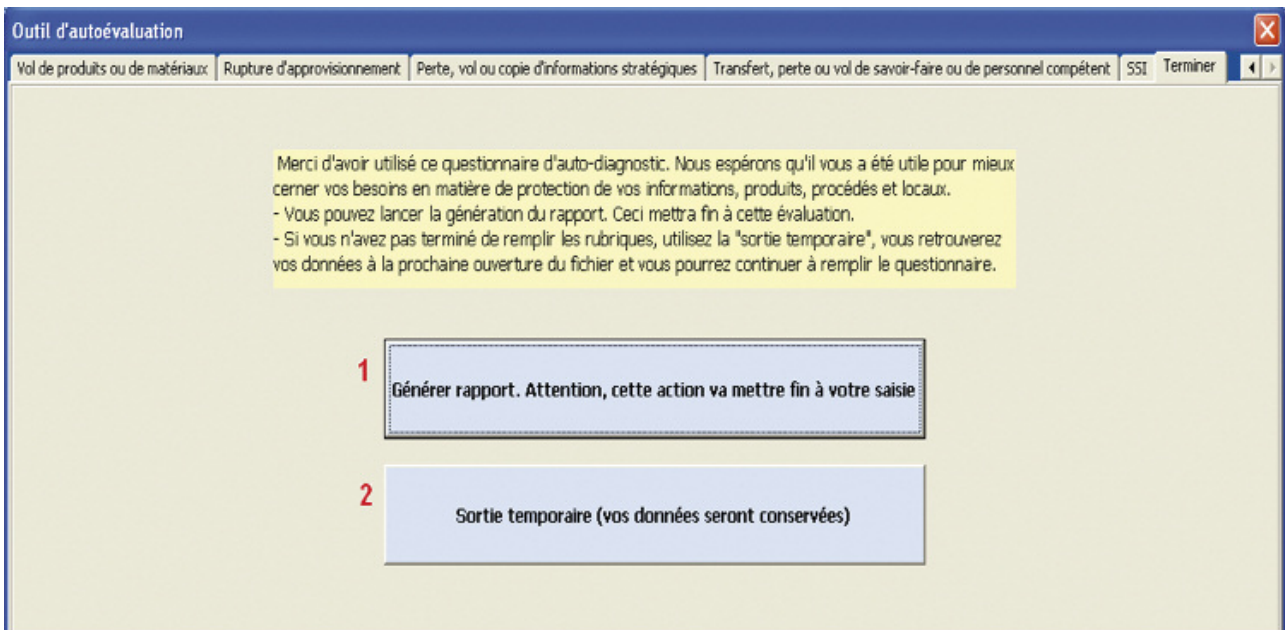 Outil d'autoévaluation
Vol de produits ou de matériaux Rupture d'approvisionnement Perte, vol ou copie d'informations stratégiques Transfert, perte ou vol de savoir-faire ou de personnel compétent SSI Terminer
Merci d'avoir utilisé ce questionnaire d'auto-diagnostic. Nous espérons qu'il vous a été utile pour mieux
cerner vos besoins en matière de protection de vos informations, produits, procédés et locaux.
- Vous pouvez lancer la génération du rapport. Ceci mettra fin à cette évaluation.
- Si vous n'avez pas terminé de remplir les rubriques, utilisez la "sortie temporaire", vous retrouverez
vos données à la prochaine ouverture du fichier et vous pourrez continuer à remplir le questionnaire.
1
Générer rapport. Attention, cette action va mettre fin à votre saisie
2
Sortie temporaire (vos données seront conservées)